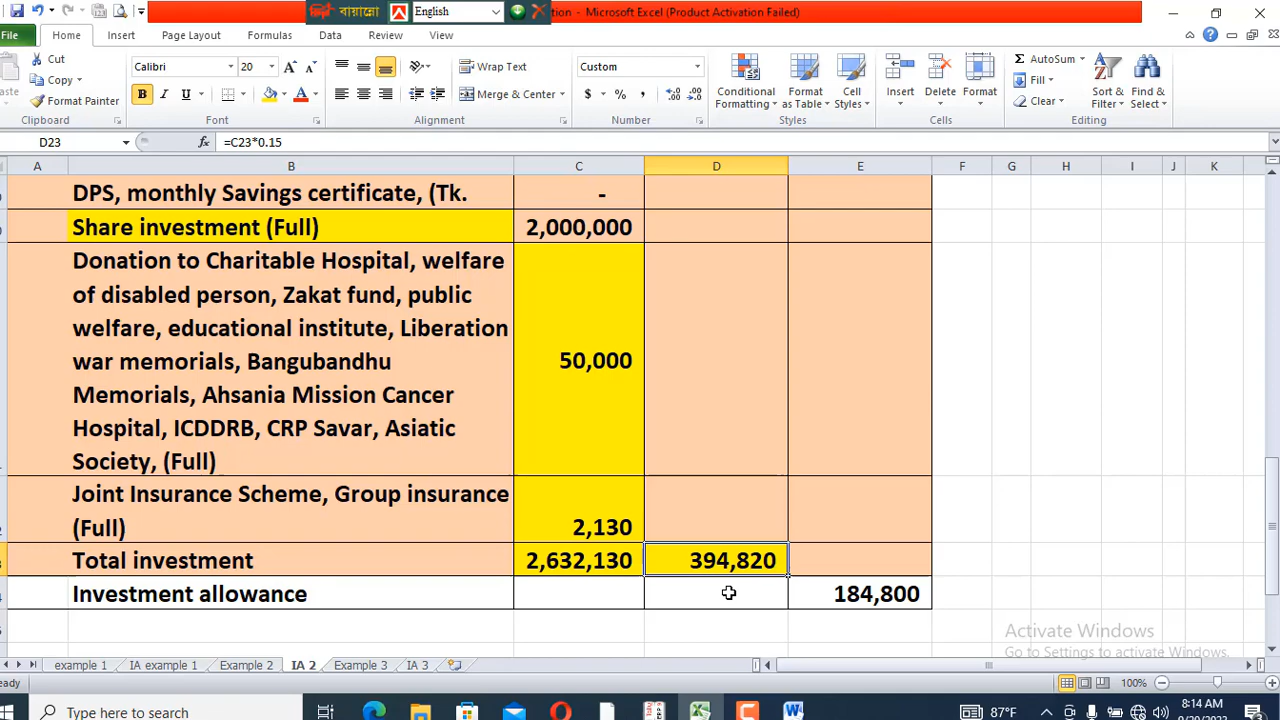 বায়ান্নো English tion - Microsoft Excel (Product Activation Failed)
File Home Insert Page Layout Formulas Data Review View
Cut
Copy
Format Painter
Calibri 20
B I U
Wrap Text
Merge & Center
Custom
$ % ,
Conditional Formatting
Format as Table
Cell Styles
Insert Delete Format
Σ AutoSum
Fill
Clear
Sort & Filter
Find & Select
Font Alignment Number Styles Cells Editing
D23 fx =C23*0.15
A B C D E F G H I J K
DPS, monthly Savings certificate, (Tk. -
Share investment (Full) 2,000,000
Donation to Charitable Hospital, welfare
of disabled person, Zakat fund, public
welfare, educational institute, Liberation
war memorials, Bangubandhu
Memorials, Ahsania Mission Cancer
Hospital, ICDDRB, CRP Savar, Asiatic
Society, (Full)
50,000
Joint Insurance Scheme, Group insurance
(Full) 2,130
Total investment 2,632,130 394,820
Investment allowance 184,800
Activate Windows
Go to Settings to activate Windows.
example 1 IA example 1 Example 2 IA 2 Example 3 IA 3
eady 100%
Type here to search 87°F 8:14 AM